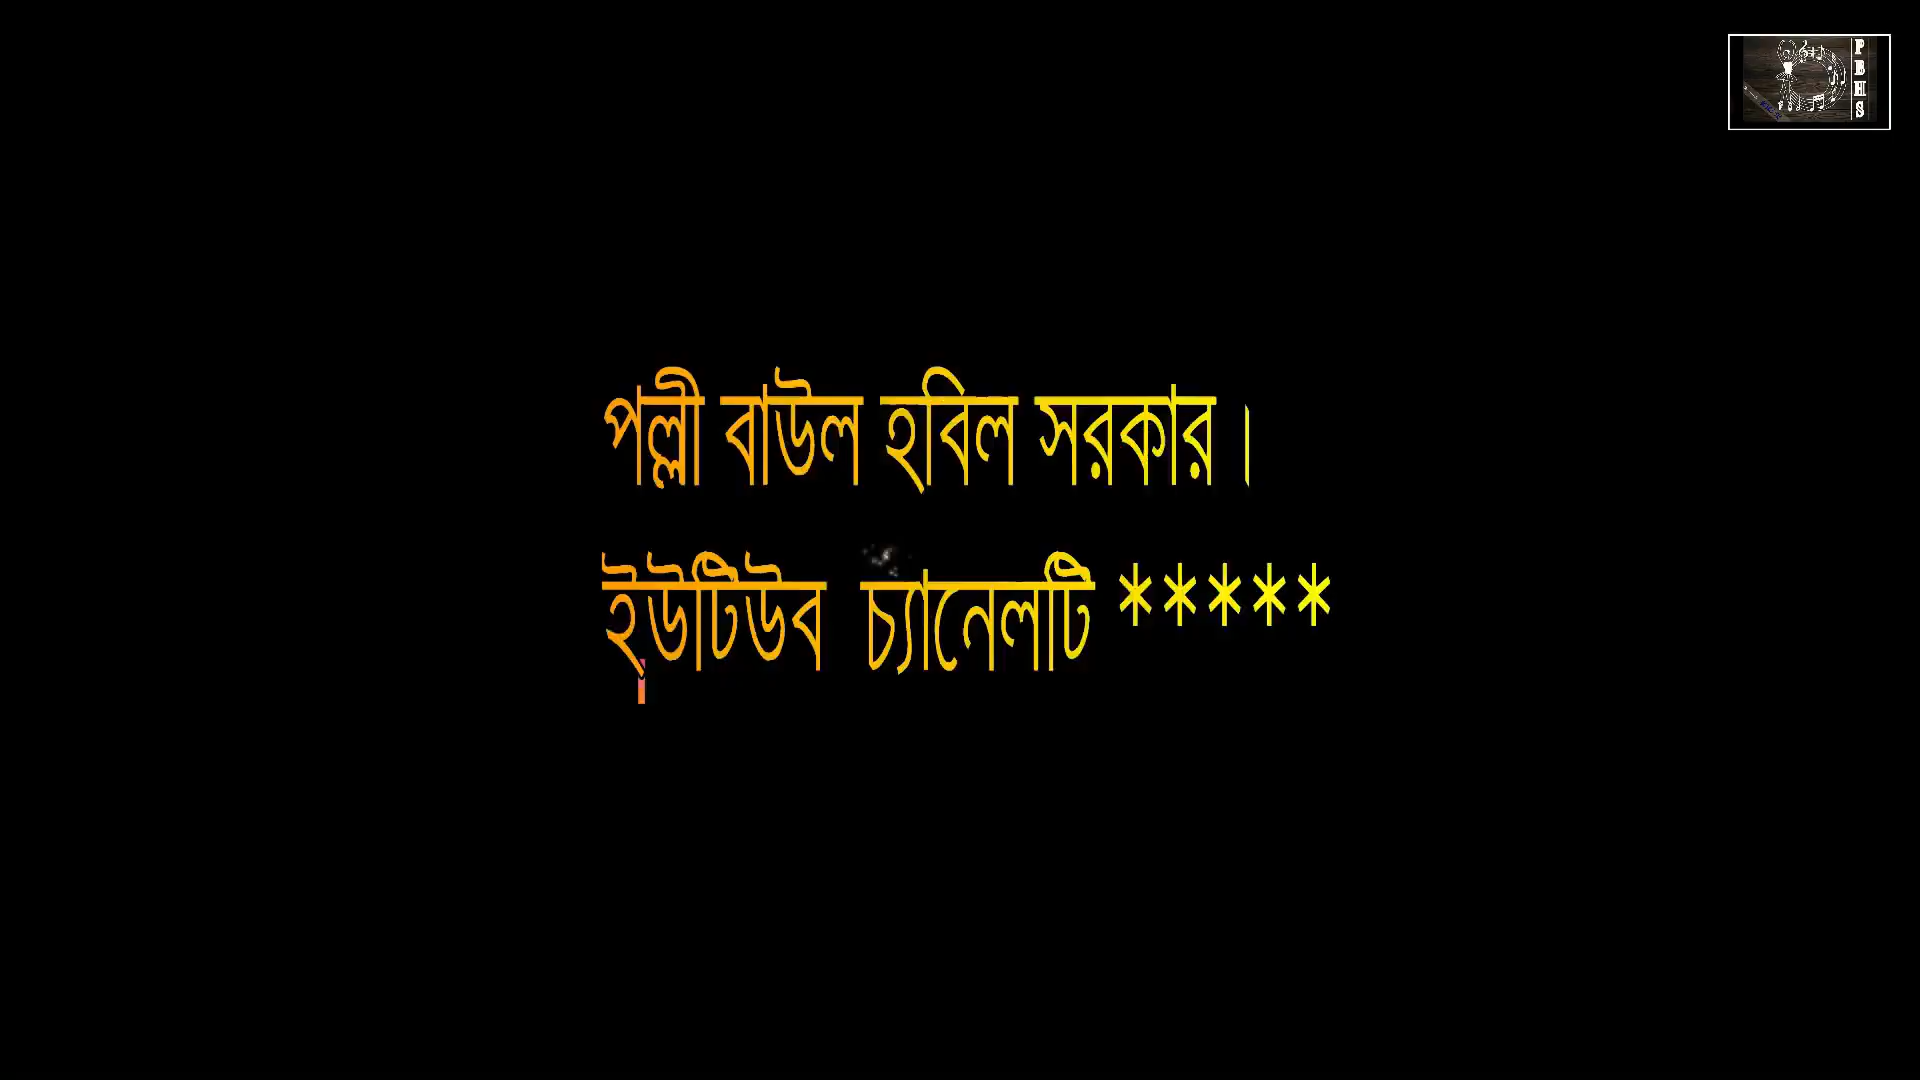 পল্লী বাউল হবিল সরকার।
ইউটিউব চ্যানেলটি *****
P
B
H
S